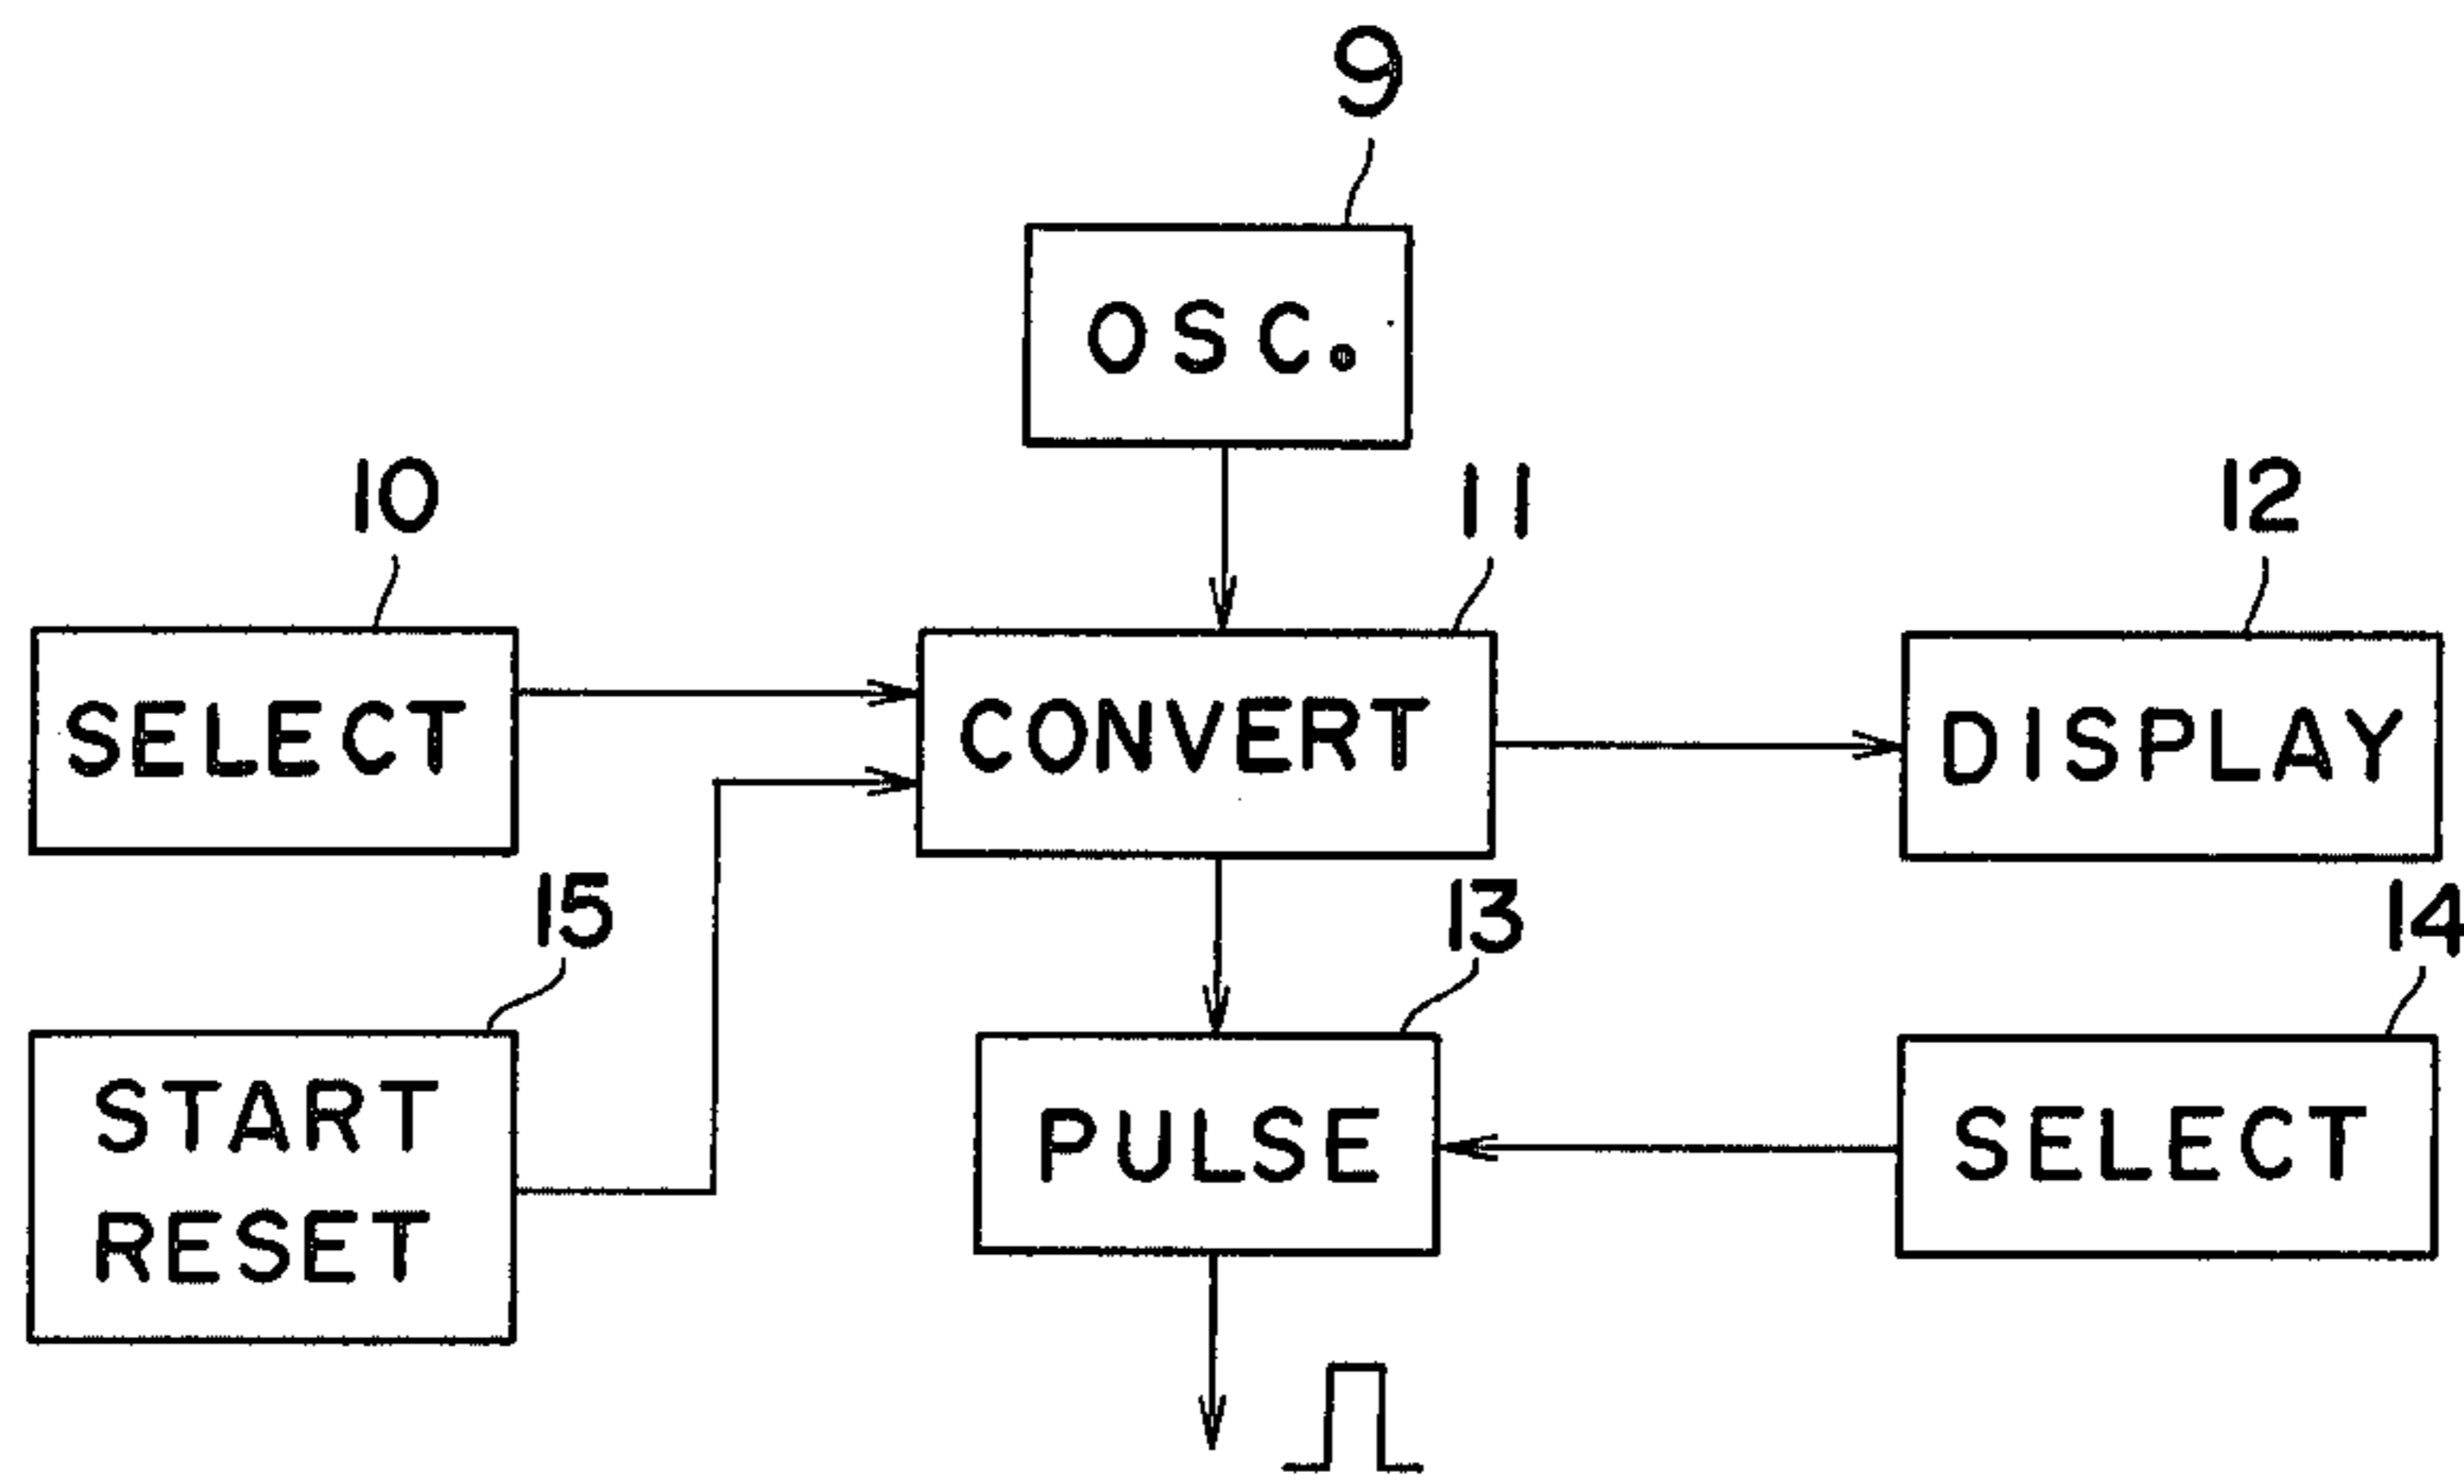 9
OSC.
10
11
12
SELECT
CONVERT
DISPLAY
15
13
14
START
RESET
PULSE
SELECT